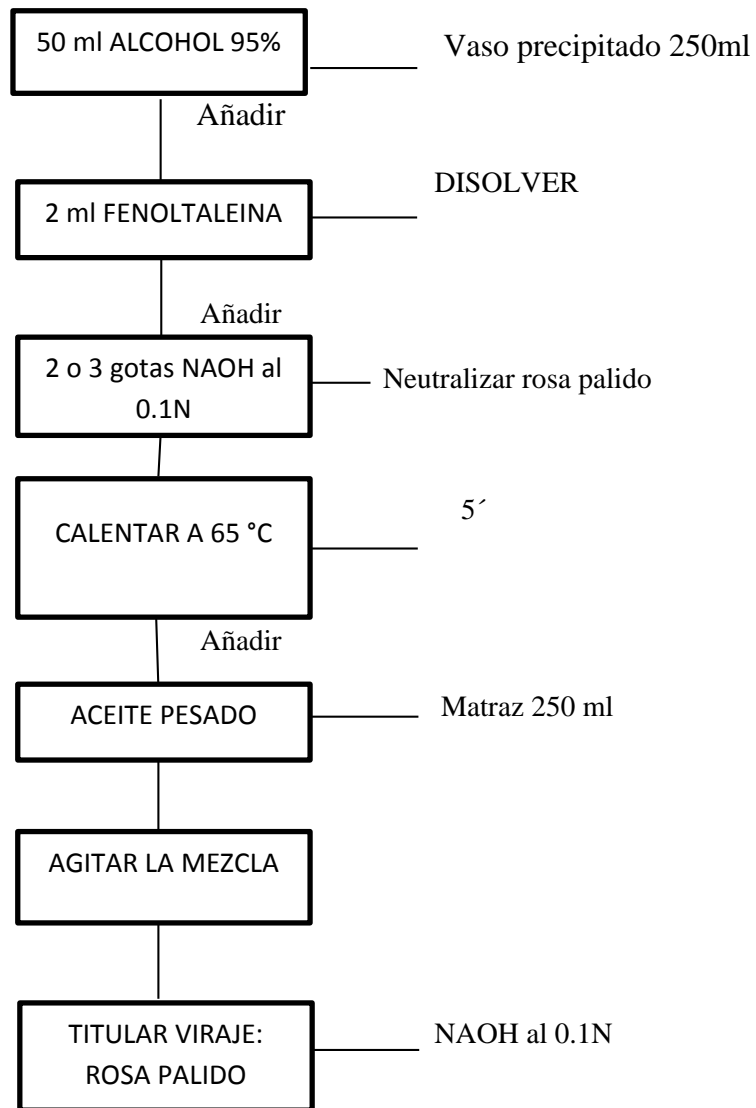 50 ml ALCOHOL 95%
Vaso precipitado 250ml
Añadir
2 ml FENOLTALEINA
DISOLVER
Añadir
2 o 3 gotas NAOH al
0.1N
Neutralizar rosa palido
CALENTAR A 65 °C
5´
Añadir
ACEITE PESADO
Matraz 250 ml
AGITAR LA MEZCLA
TITULAR VIRAJE:
ROSA PALIDO
NAOH al 0.1N